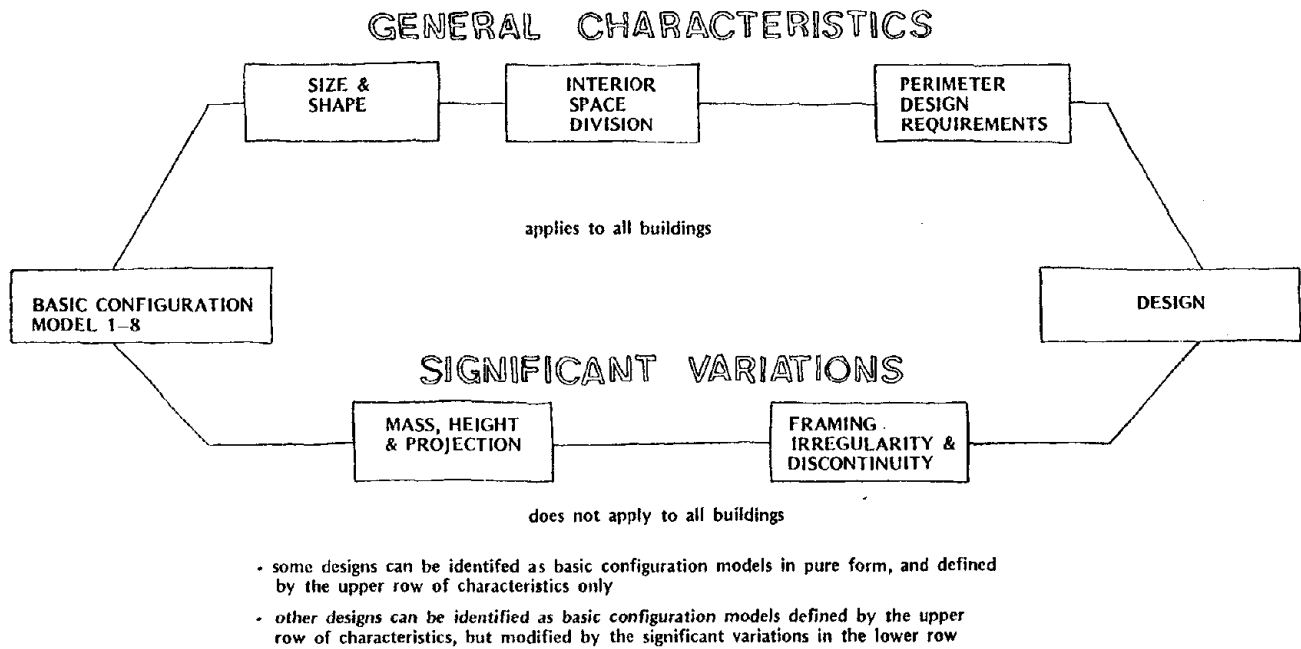 GENERAL CHARACTERISTICS
SIZE &
SHAPE
INTERIOR
SPACE
DIVISION
PERIMETER
DESIGN
REQUIREMENTS
applies to all buildings
BASIC CONFIGURATION
MODEL 1–8
DESIGN
SIGNIFICANT VARIATIONS
MASS, HEIGHT
& PROJECTION
FRAMING
IRREGULARITY &
DISCONTINUITY
does not apply to all buildings
- some designs can be identifed as basic configuration models in pure form, and defined
by the upper row of characteristics only
- other designs can be identified as basic configuration models defined by the upper
row of characteristics, but modified by the significant variations in the lower row